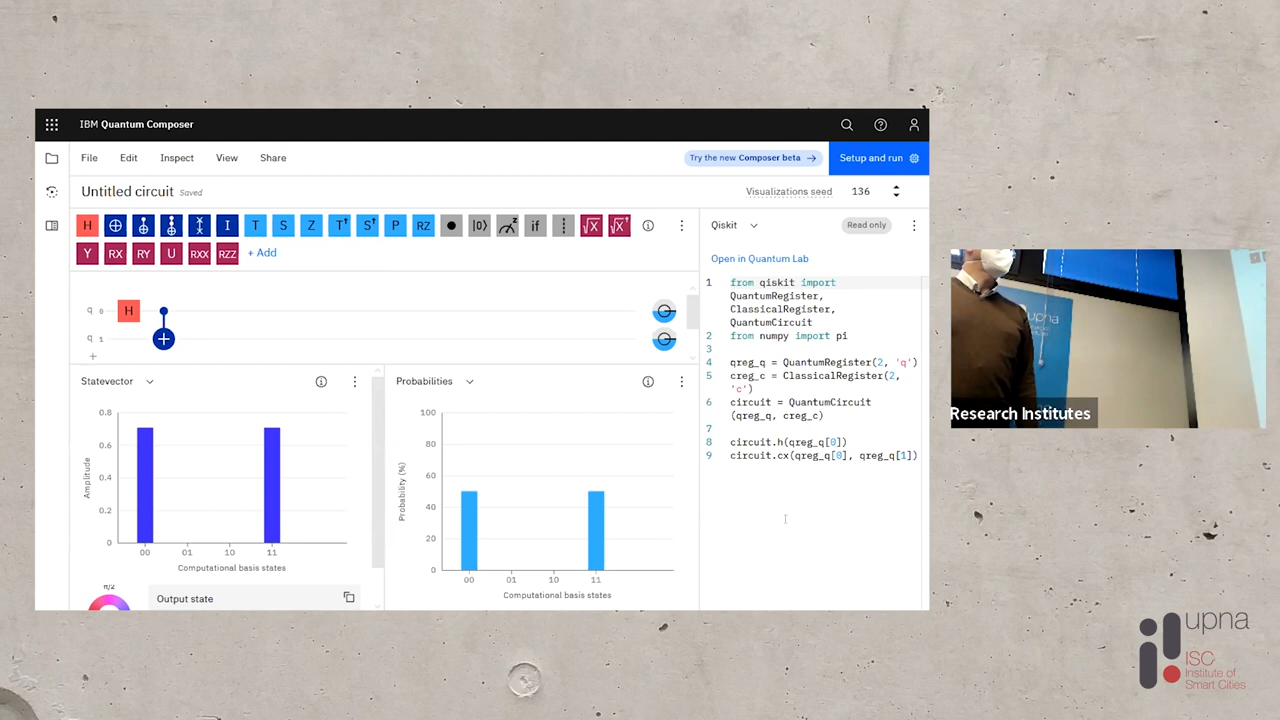 IBM Quantum Composer
File Edit Inspect View Share
Try the new Composer beta →
Setup and run
Untitled circuit Saved
Visualizations seed 136
H I T S Z T† S† P RZ |0⟩ z if √X √X†
Y RX RY U RXX RZZ + Add
Qiskit
Read only
Open in Quantum Lab
q 0 H
q 1 +
+
1 from qiskit import
QuantumRegister,
ClassicalRegister,
QuantumCircuit
2 from numpy import pi
3
4 qreg_q = QuantumRegister(2, 'q')
5 creg_c = ClassicalRegister(2,
'c')
6 circuit = QuantumCircuit
(qreg_q, creg_c)
7
8 circuit.h(qreg_q[0])
9 circuit.cx(qreg_q[0], qreg_q[1])
Statevector
0.8
0.6
0.4
0.2
0
Amplitude
00 01 10 11
Computational basis states
π/2
Output state
Probabilities
100
80
60
40
20
0
Probability (%)
00 01 10 11
Computational basis states
upna
Research Institutes
upna
ISC
Institute of
Smart Cities